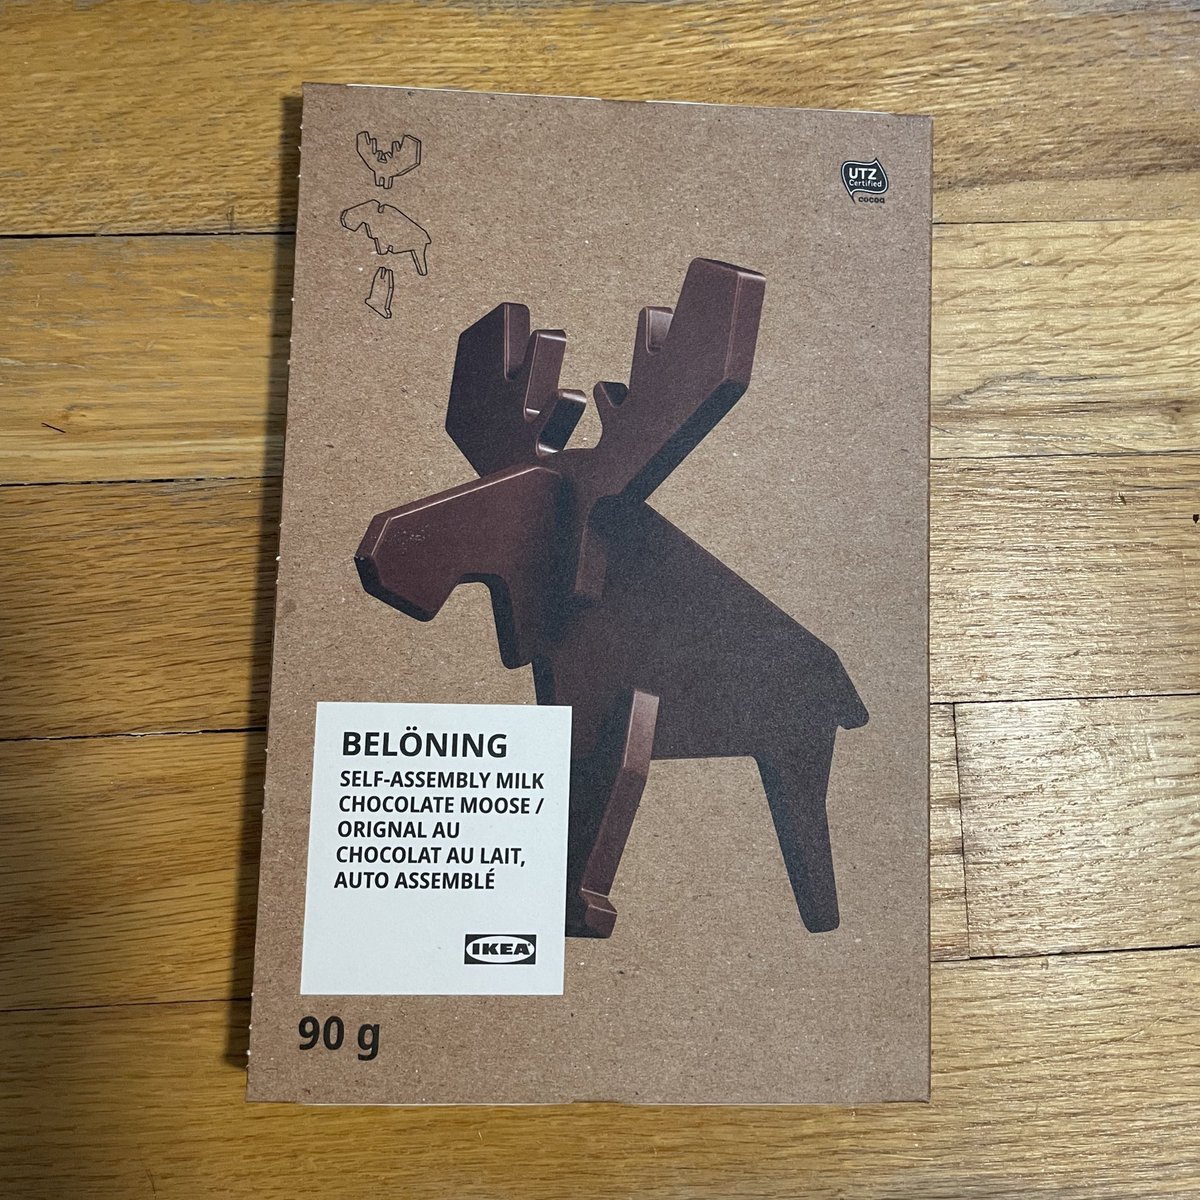 UTZ
Certified
cocoa
BELÖNING
SELF-ASSEMBLY MILK
CHOCOLATE MOOSE /
ORIGNAL AU
CHOCOLAT AU LAIT,
AUTO ASSEMBLÉ
IKEA
90 g